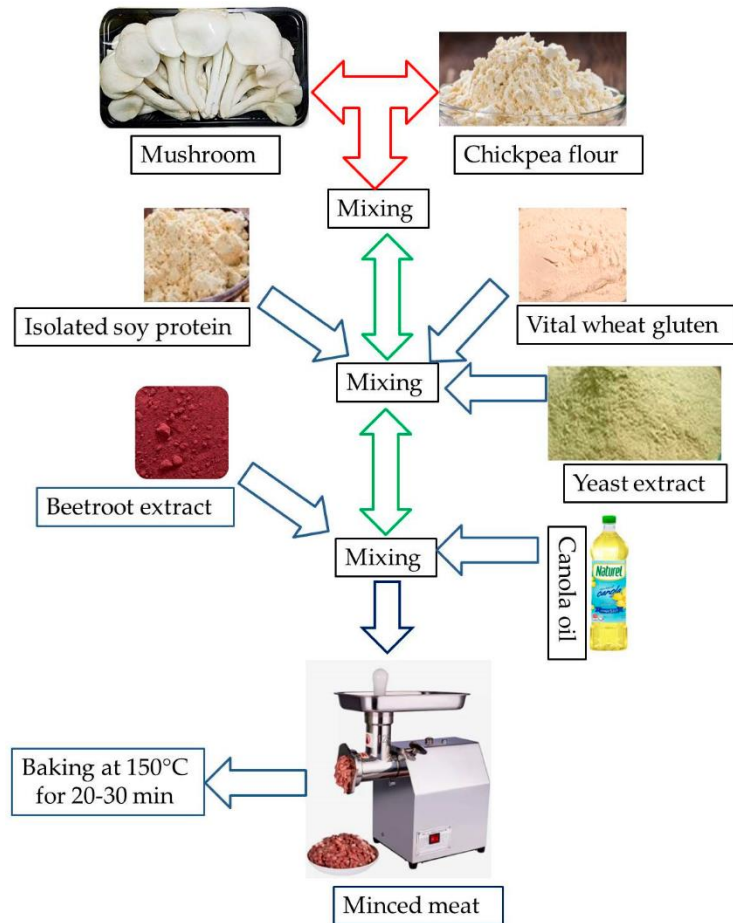 Mushroom
Chickpea flour
Mixing
Isolated soy protein
Vital wheat gluten
Mixing
Beetroot extract
Yeast extract
Mixing
Canola oil
Naturel
canola
Baking at 150°C
for 20-30 min
Minced meat